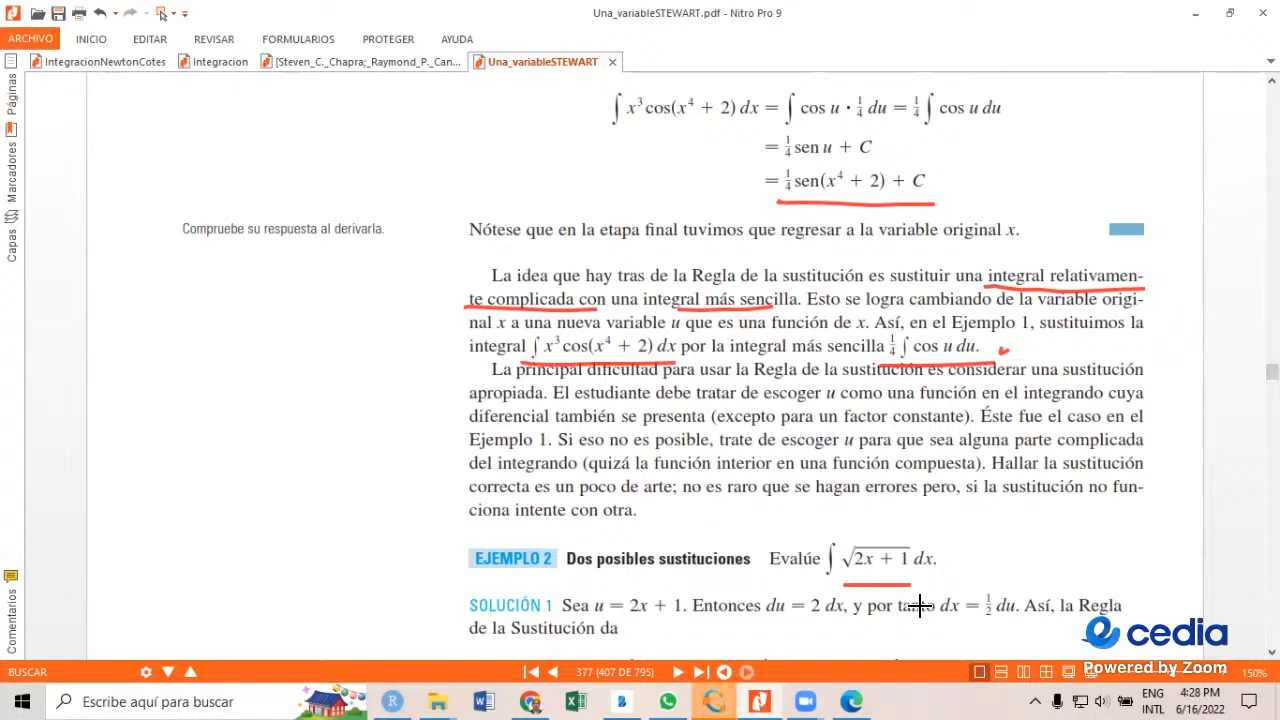 Una_variableSTEWART.pdf - Nitro Pro 9
ARCHIVO INICIO EDITAR REVISAR FORMULARIOS PROTEGER AYUDA
IntegracionNewtonCotes Integracion [Steven_C._Chapra;_Raymond_P._Can... Una_variableSTEWART
Páginas
Marcadores
Capas
Comentarios
∫ x³ cos(x⁴ + 2) dx = ∫ cos u · ¼ du = ¼ ∫ cos u du
= ¼ sen u + C
= ¼ sen(x⁴ + 2) + C
Compruebe su respuesta al derivarla.
Nótese que en la etapa final tuvimos que regresar a la variable original x.
La idea que hay tras de la Regla de la sustitución es sustituir una integral relativamen-
te complicada con una integral más sencilla. Esto se logra cambiando de la variable origi-
nal x a una nueva variable u que es una función de x. Así, en el Ejemplo 1, sustituimos la
integral ∫ x³ cos(x⁴ + 2) dx por la integral más sencilla ¼ ∫ cos u du.
La principal dificultad para usar la Regla de la sustitución es considerar una sustitución
apropiada. El estudiante debe tratar de escoger u como una función en el integrando cuya
diferencial también se presenta (excepto para un factor constante). Éste fue el caso en el
Ejemplo 1. Si eso no es posible, trate de escoger u para que sea alguna parte complicada
del integrando (quizá la función interior en una función compuesta). Hallar la sustitución
correcta es un poco de arte; no es raro que se hagan errores pero, si la sustitución no fun-
ciona intente con otra.
EJEMPLO 2 Dos posibles sustituciones Evalúe ∫ √2x + 1 dx.
SOLUCIÓN 1 Sea u = 2x + 1. Entonces du = 2 dx, y por tanto dx = ½ du. Así, la Regla
de la Sustitución da
cedia
Powered by Zoom
BUSCAR 377 (407 DE 795) 150%
Escribe aquí para buscar
ENG 4:28 PM
INTL 6/16/2022